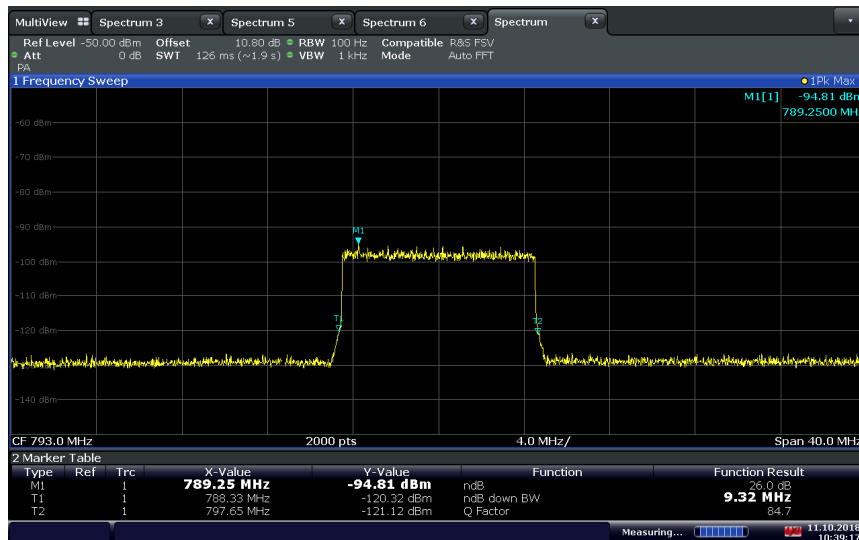 MultiView Spectrum 3 X Spectrum 5 X Spectrum 6 X Spectrum X
Ref Level -50.00 dBm Offset 10.80 dB RBW 100 Hz Compatible R&S FSV
Att 0 dB SWT 126 ms (~1.9 s) VBW 1 kHz Mode Auto FFT
PA
1 Frequency Sweep 1Pk Max
M1[1] -94.81 dBm
789.2500 MH
-60 dBm
-70 dBm
-80 dBm
-90 dBm
M1
-100 dBm
-110 dBm
T1
T2
-120 dBm
-130 dBm
-140 dBm
CF 793.0 MHz 2000 pts 4.0 MHz/ Span 40.0 MHz
2 Marker Table
Type Ref Trc X-Value Y-Value Function Function Result
M1 1 789.25 MHz -94.81 dBm ndB 26.0 dB
T1 1 788.33 MHz -120.32 dBm ndB down BW 9.32 MHz
T2 1 797.65 MHz -121.12 dBm Q Factor 84.7
Measuring... 11.10.2018
10:39:17